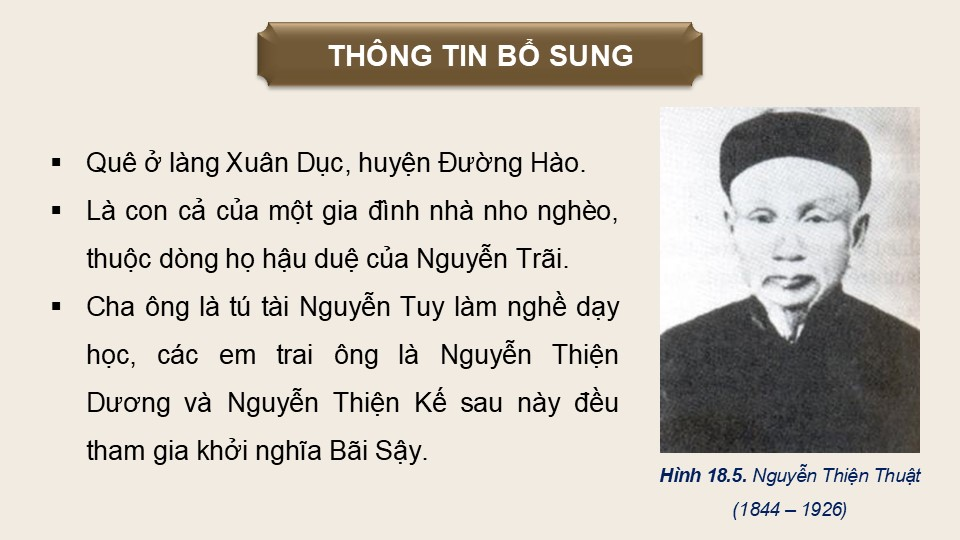 THÔNG TIN BỔ SUNG
▪ Quê ở làng Xuân Dục, huyện Đường Hào.
▪ Là con cả của một gia đình nhà nho nghèo,
thuộc dòng họ hậu duệ của Nguyễn Trãi.
▪ Cha ông là tú tài Nguyễn Tuy làm nghề dạy
học, các em trai ông là Nguyễn Thiện
Dương và Nguyễn Thiện Kế sau này đều
tham gia khởi nghĩa Bãi Sậy.
Hình 18.5. Nguyễn Thiện Thuật
(1844 – 1926)